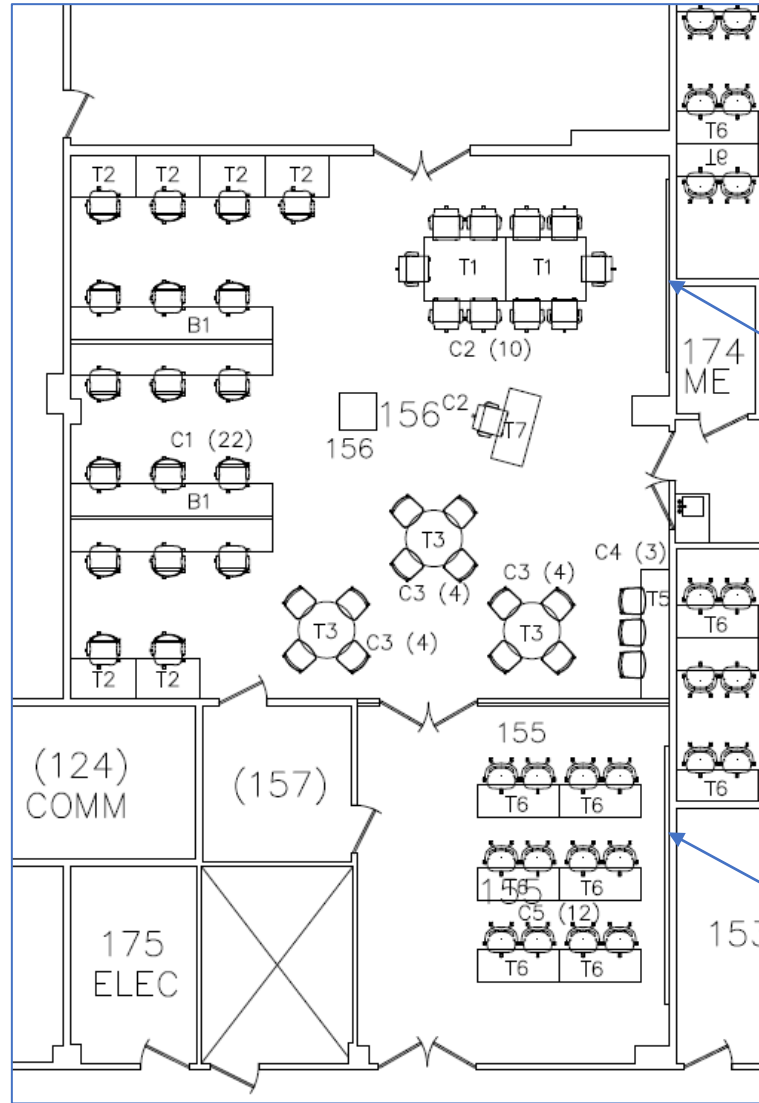 T2 T2 T2 T2
T6
T6
T1 T1
B1
C2 (10)
174
ME
C2
156
156
T7
C1 (22)
B1
T3
C4 (3)
C3 (4)
C3 (4)
T5
T6
T3
C3 (4)
T3
T2 T2
155
(124)
COMM
(157)
T6
T6 T6
T6 T6
155
C5 (12)
153
175
ELEC
T6 T6